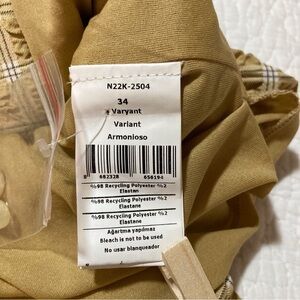 N22K-2504
34
Varyant
Variant
Armonioso
8 682328 656194
%98 Recycling Polyester %2
Elastan
%98 Recycling Polyester %2
Elastane
%98 Recycling Polyester %2
Elastane
Ağartma yapılmaz
Bleach is not to be used
No usar blanqueador